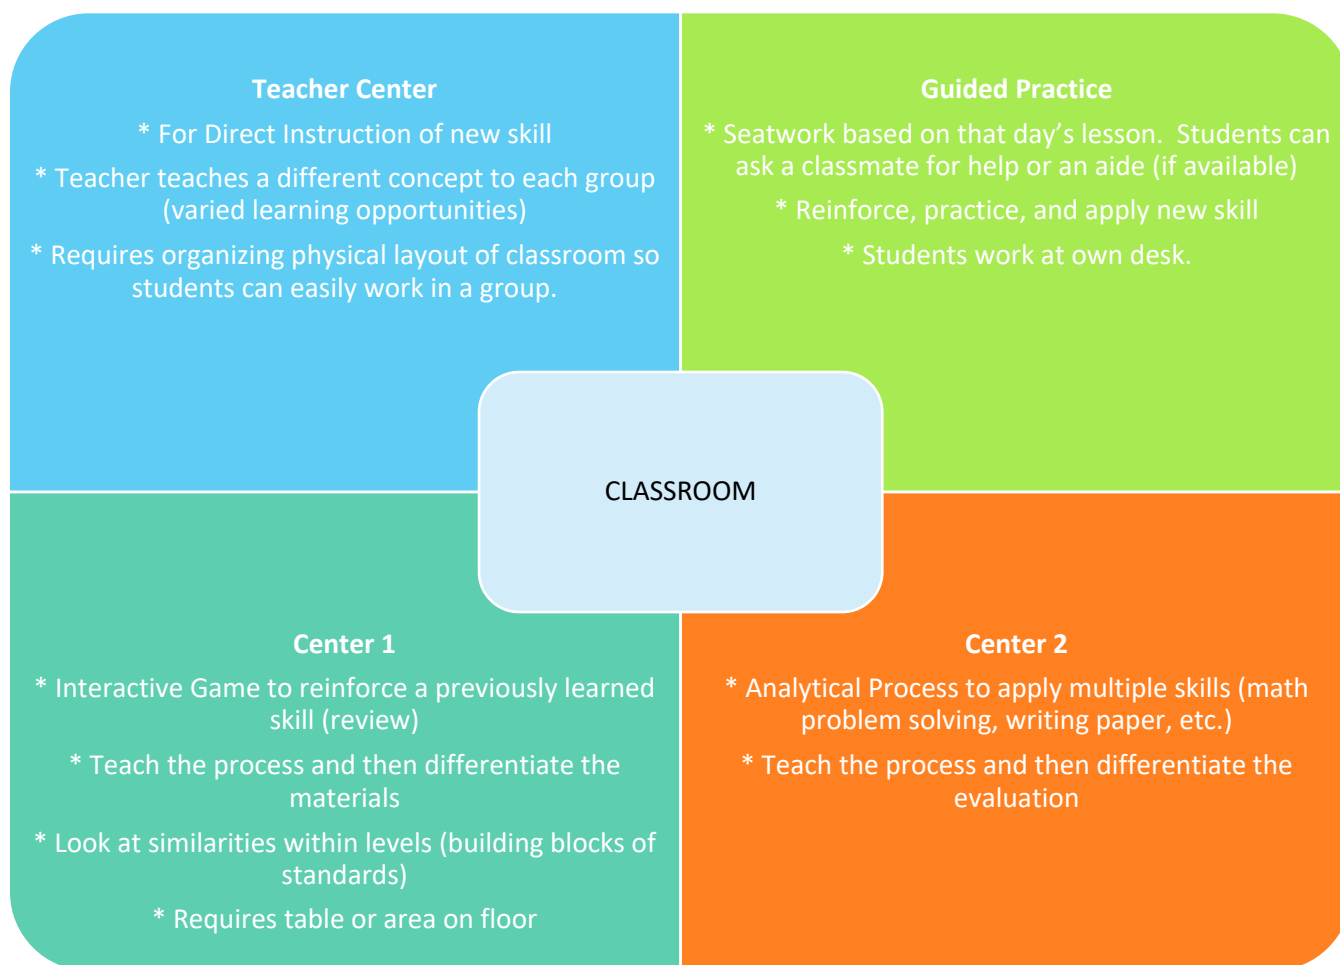 Teacher Center
* For Direct Instruction of new skill
* Teacher teaches a different concept to each group
(varied learning opportunities)
* Requires organizing physical layout of classroom so
students can easily work in a group.
Guided Practice
* Seatwork based on that day’s lesson.  Students can
ask a classmate for help or an aide (if available)
* Reinforce, practice, and apply new skill
* Students work at own desk.
CLASSROOM
Center 1
* Interactive Game to reinforce a previously learned
skill (review)
* Teach the process and then differentiate the
materials
* Look at similarities within levels (building blocks of
standards)
* Requires table or area on floor
Center 2
* Analytical Process to apply multiple skills (math
problem solving, writing paper, etc.)
* Teach the process and then differentiate the
evaluation